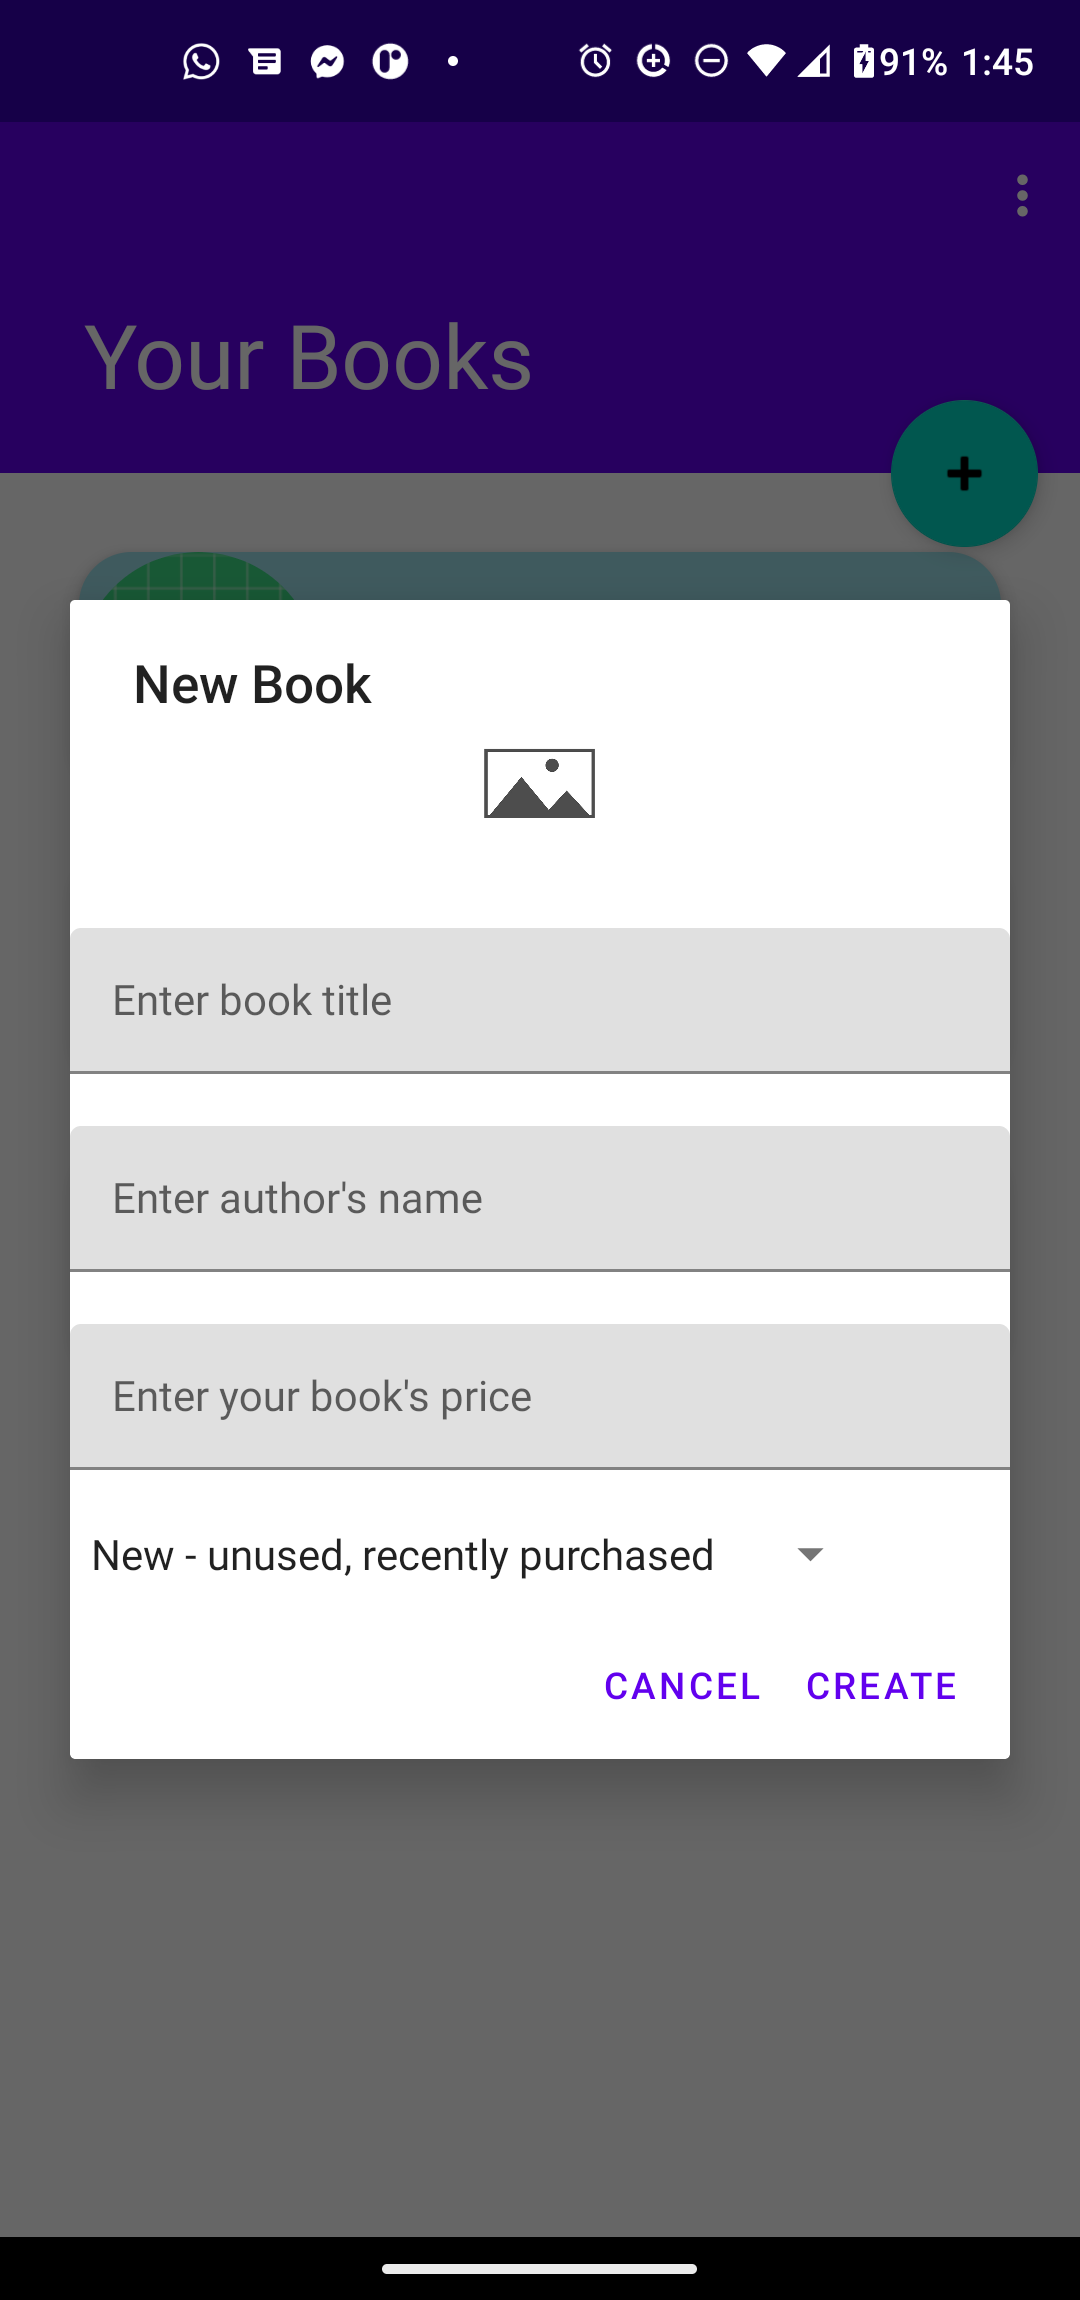 91% 1:45
Your Books
New Book
Enter book title
Enter author's name
Enter your book's price
New - unused, recently purchased
CANCEL CREATE